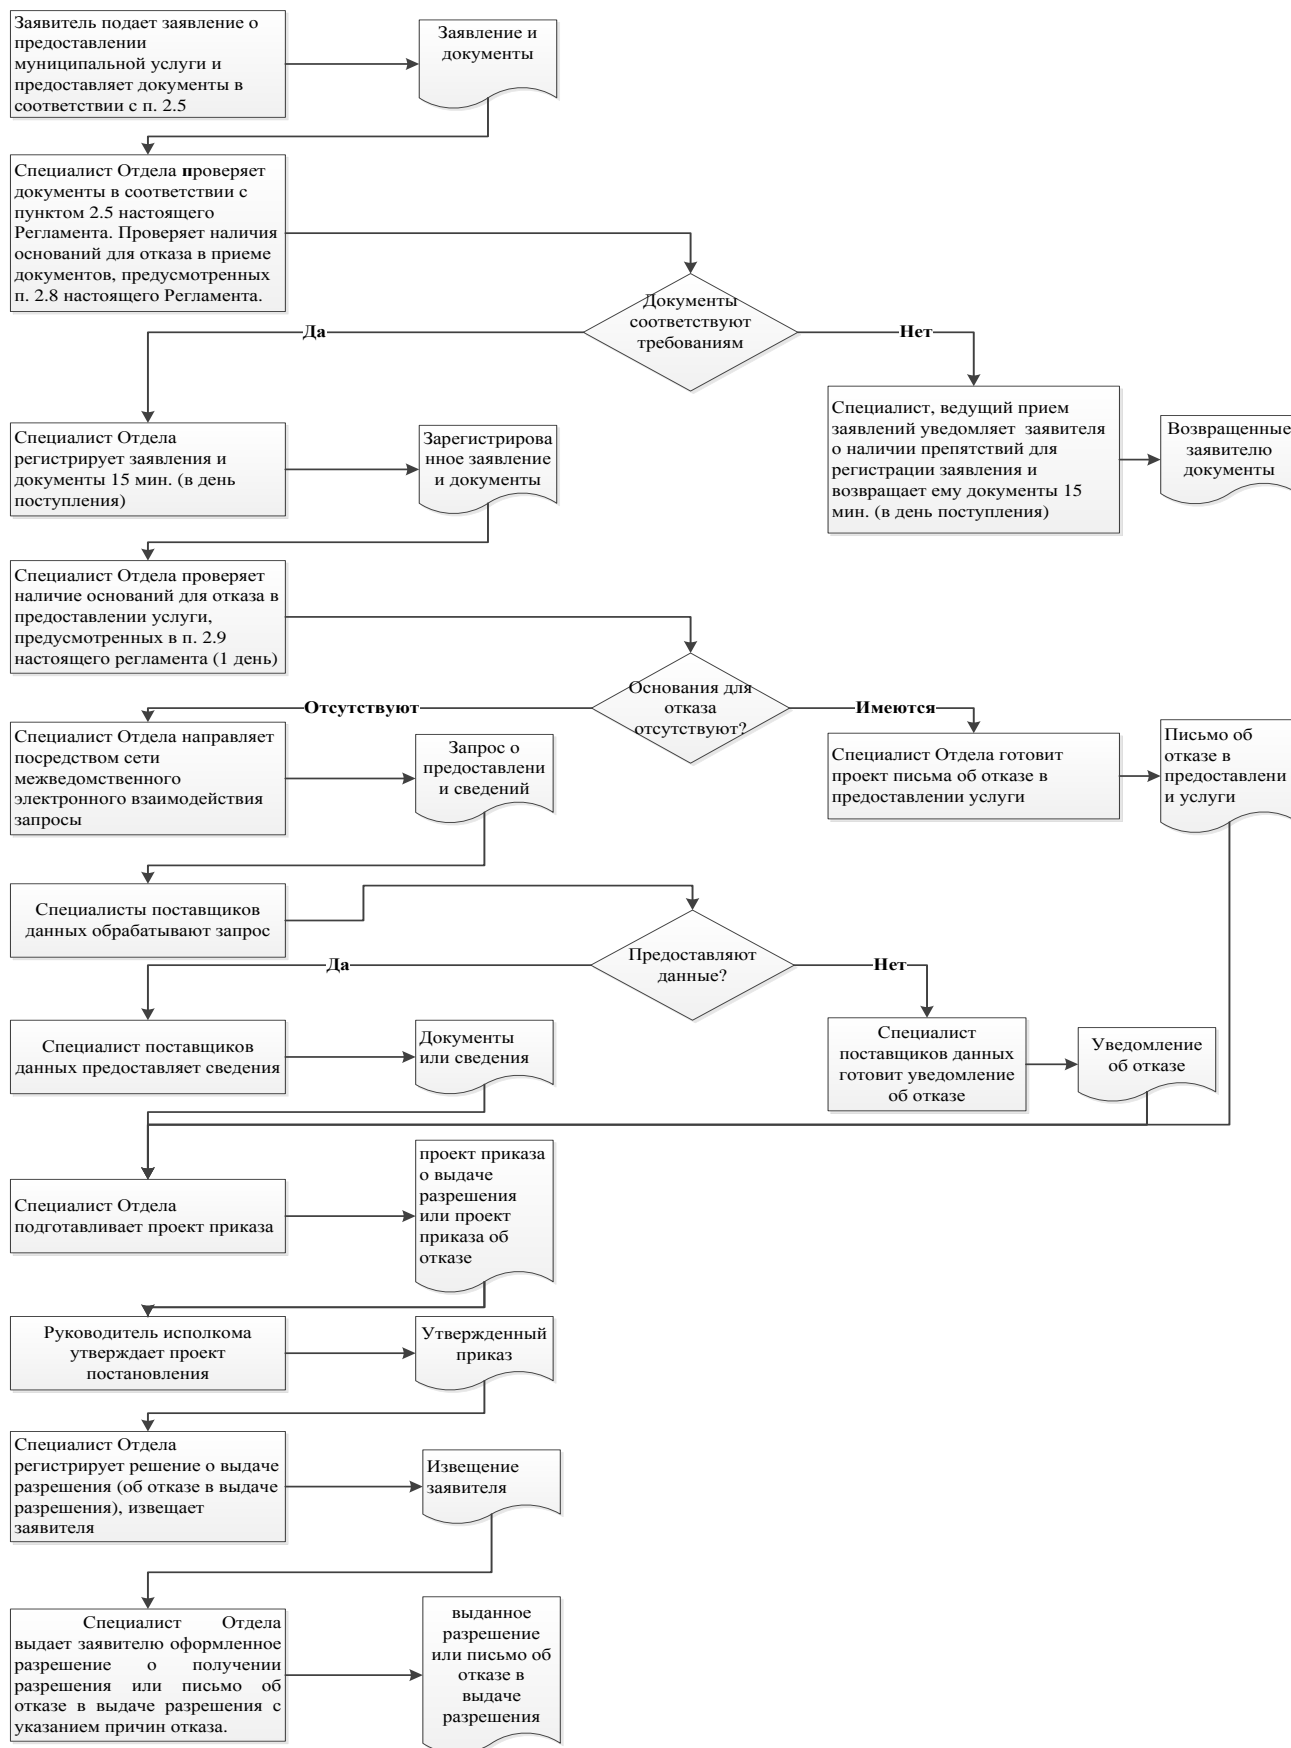 Заявитель подает заявление о
предоставлении
муниципальной услуги и
предоставляет документы в
соответствии с п. 2.5
Заявление и
документы
Специалист Отдела проверяет
документы в соответствии с
пунктом 2.5 настоящего
Регламента. Проверяет наличия
оснований для отказа в приеме
документов, предусмотренных
п. 2.8 настоящего Регламента.
Документы
соответствуют
требованиям
Да
Нет
Специалист Отдела
регистрирует заявления и
документы 15 мин. (в день
поступления)
Зарегистрирова
нное заявление
и документы
Специалист, ведущий прием
заявлений уведомляет заявителя
о наличии препятствий для
регистрации заявления и
возвращает ему документы 15
мин. (в день поступления)
Возвращенные
заявителю
документы
Специалист Отдела проверяет
наличие оснований для отказа в
предоставлении услуги,
предусмотренных в п. 2.9
настоящего регламента (1 день)
Основания для
отказа
отсутствуют?
Отсутствуют
Имеются
Специалист Отдела направляет
посредством сети
межведомственного
электронного взаимодействия
запросы
Запрос о
предоставлени
и сведений
Специалист Отдела готовит
проект письма об отказе в
предоставлении услуги
Письмо об
отказе в
предоставлени
и услуги
Специалисты поставщиков
данных обрабатывают запрос
Предоставляют
данные?
Да
Нет
Специалист поставщиков
данных предоставляет сведения
Документы
или сведения
Специалист
поставщиков данных
готовит уведомление
об отказе
Уведомление
об отказе
Специалист Отдела
подготавливает проект приказа
проект приказа
о выдаче
разрешения
или проект
приказа об
отказе
Руководитель исполкома
утверждает проект
постановления
Утвержденный
приказ
Специалист Отдела
регистрирует решение о выдаче
разрешения (об отказе в выдаче
разрешения), извещает
заявителя
Извещение
заявителя
Специалист Отдела
выдает заявителю оформленное
разрешение о получении
разрешения или письмо об
отказе в выдаче разрешения с
указанием причин отказа.
выданное
разрешение
или письмо об
отказе в
выдаче
разрешения